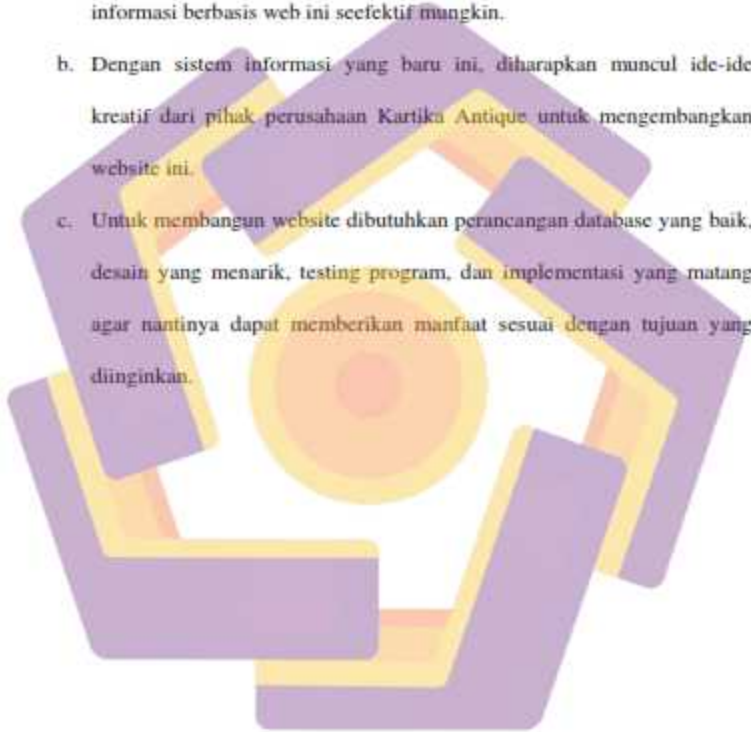 informasi berbasis web ini seefektif mungkin.
b. Dengan sistem informasi yang baru ini, diharapkan muncul ide-ide
kreatif dari pihak perusahaan Kartika Antique untuk mengembangkan
website ini.
c. Untuk membangun website dibutuhkan perancangan database yang baik,
desain yang menarik, testing program, dan implementasi yang matang
agar nantinya dapat memberikan manfaat sesuai dengan tujuan yang
diinginkan.